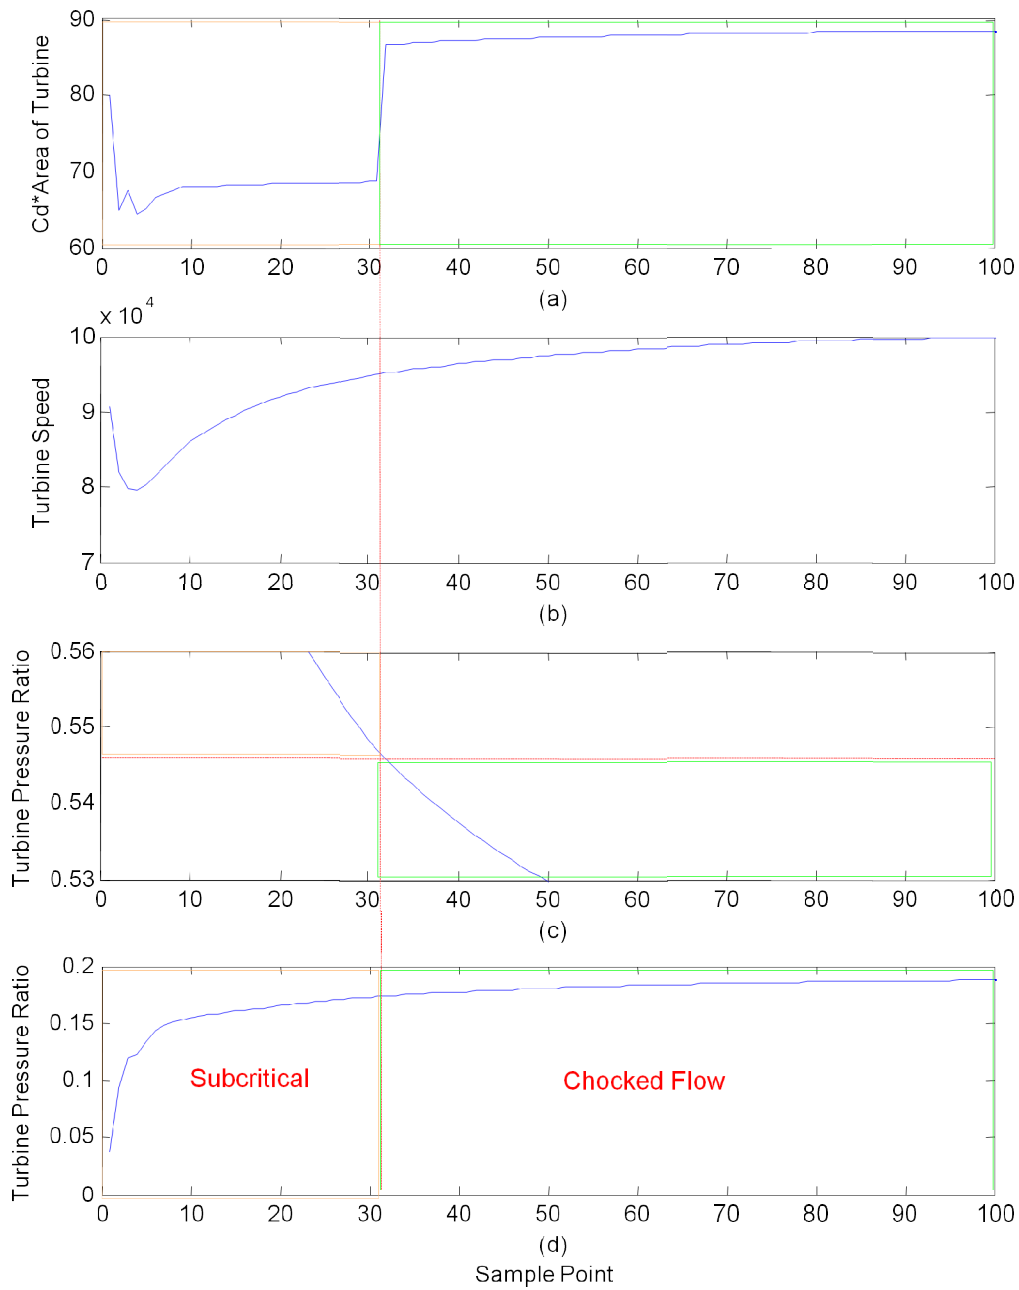 Cd*Area of Turbine
90
80
70
60
0 10 20 30 40 50 60 70 80 90 100
(a)
x 10^4
Turbine Speed
10
9
8
7
0 10 20 30 40 50 60 70 80 90 100
(b)
Turbine Pressure Ratio
0.56
0.55
0.54
0.53
0 10 20 30 40 50 60 70 80 90 100
(c)
Turbine Pressure Ratio
0.2
0.15
0.1
0.05
0
Subcritical
Chocked Flow
0 10 20 30 40 50 60 70 80 90 100
(d)
Sample Point